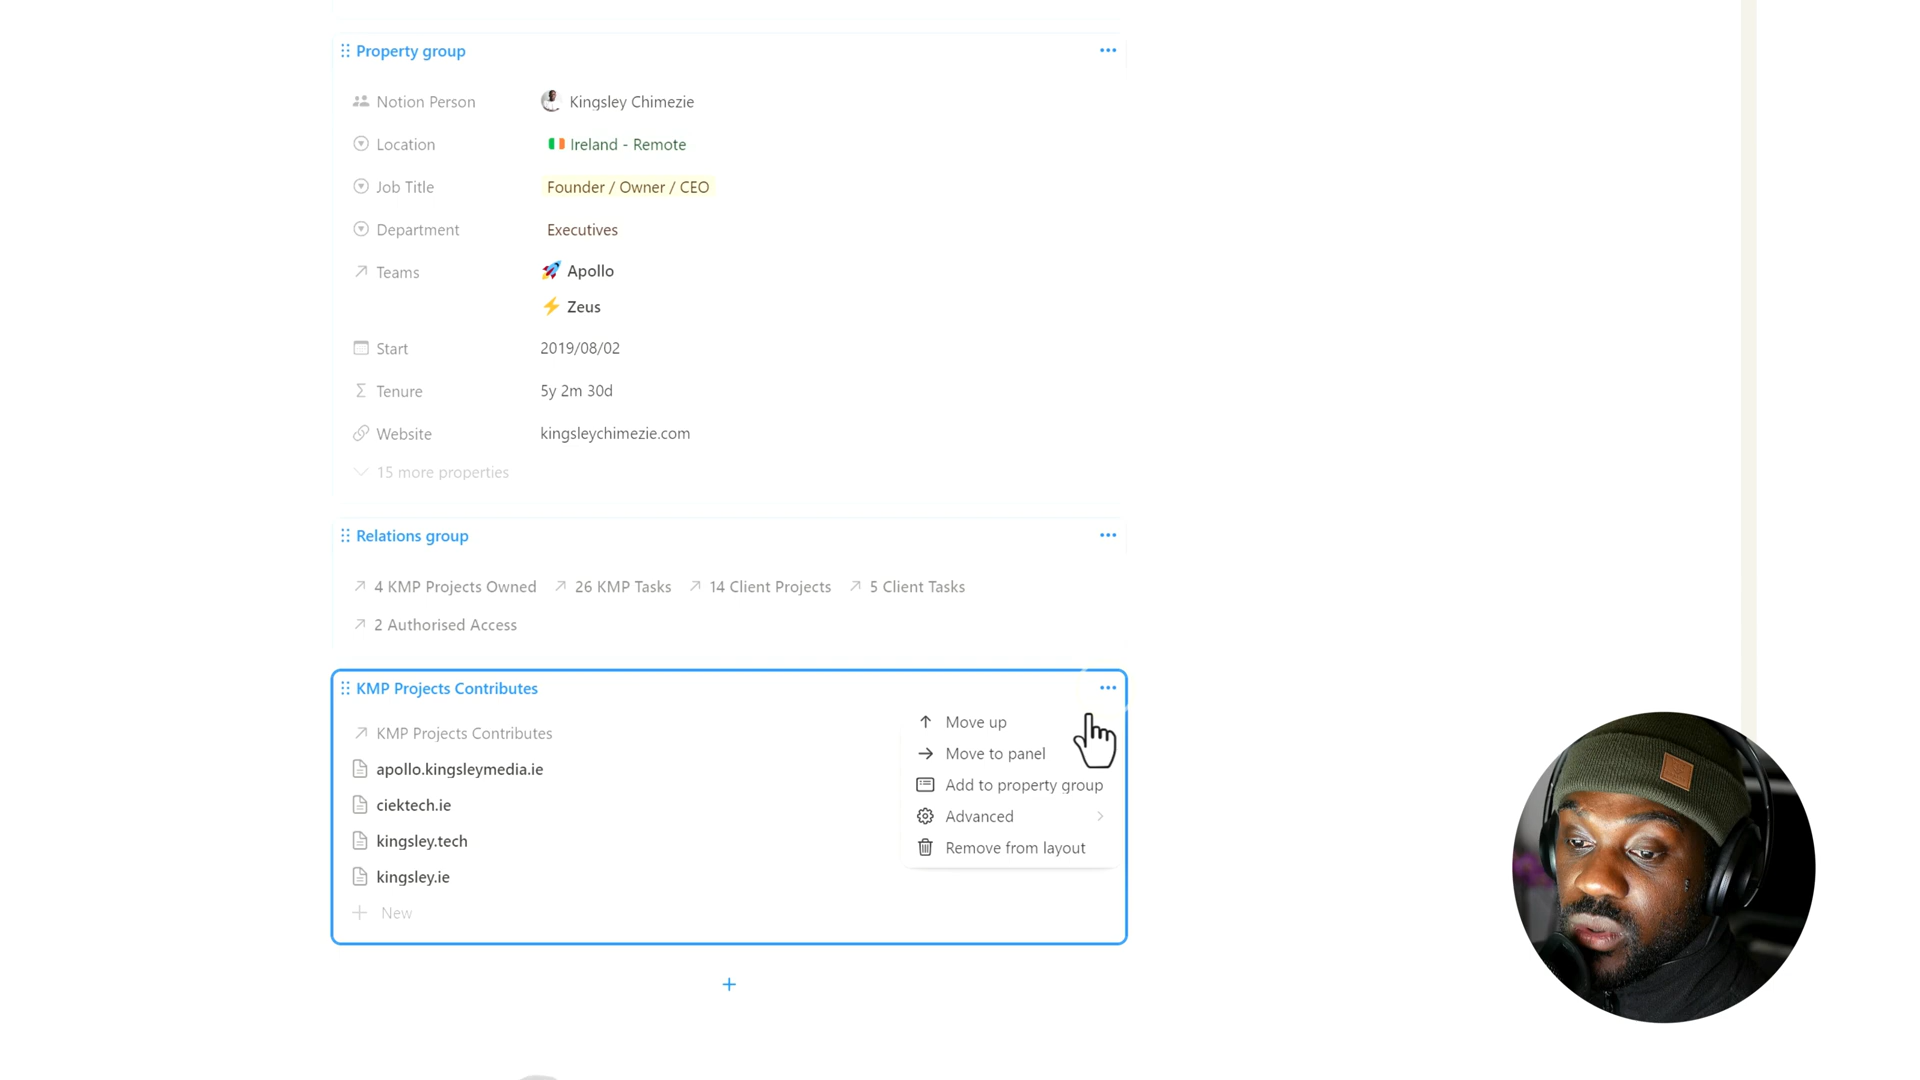 Property group
Notion Person Kingsley Chimezie
Location Ireland - Remote
Job Title Founder / Owner / CEO
Department Executives
Teams Apollo
Zeus
Start 2019/08/02
Tenure 5y 2m 30d
Website kingsleychimezie.com
15 more properties
Relations group
4 KMP Projects Owned 26 KMP Tasks 14 Client Projects 5 Client Tasks
2 Authorised Access
KMP Projects Contributes
KMP Projects Contributes
apollo.kingsleymedia.ie
ciektech.ie
kingsley.tech
kingsley.ie
New
Move up
Move to panel
Add to property group
Advanced
Remove from layout